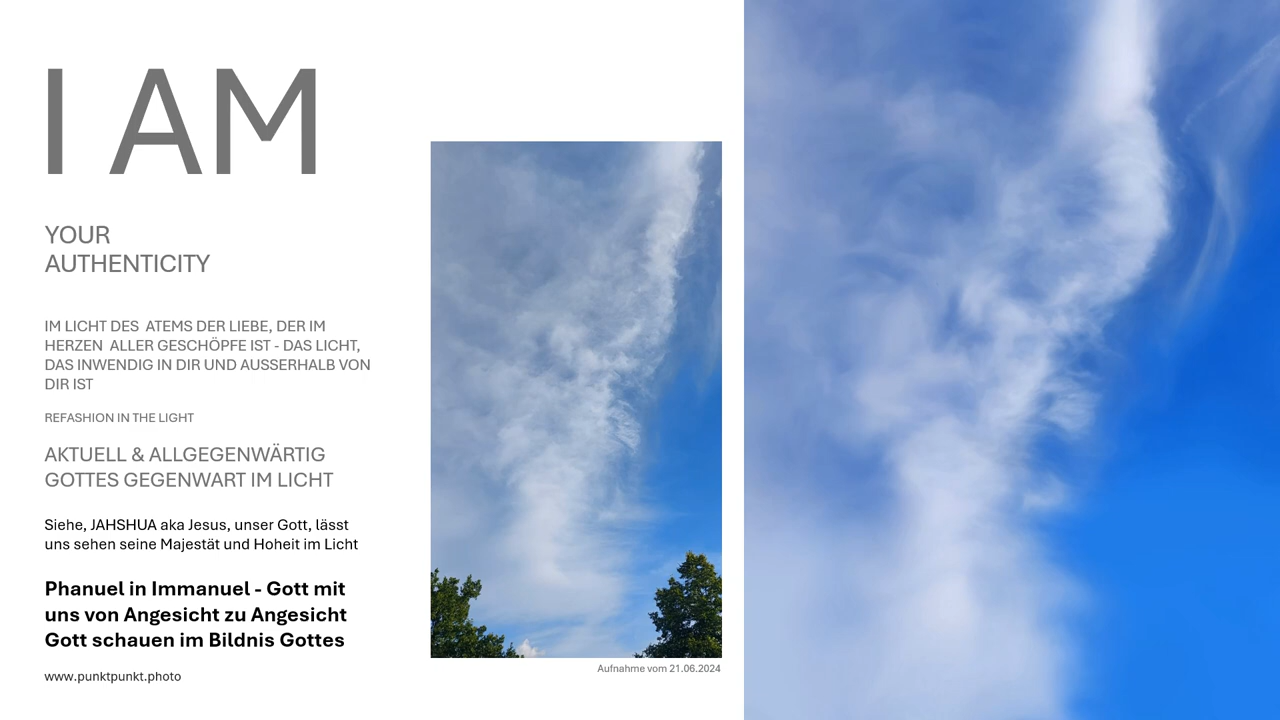 I AM
YOUR
AUTHENTICITY
IM LICHT DES  ATEMS DER LIEBE, DER IM
HERZEN  ALLER GESCHÖPFE IST - DAS LICHT,
DAS INWENDIG IN DIR UND AUSSERHALB VON
DIR IST
REFASHION IN THE LIGHT
AKTUELL & ALLGEGENWÄRTIG
GOTTES GEGENWART IM LICHT
Siehe, JAHSHUA aka Jesus, unser Gott, lässt
uns sehen seine Majestät und Hoheit im Licht
Phanuel in Immanuel - Gott mit
uns von Angesicht zu Angesicht
Gott schauen im Bildnis Gottes
www.punktpunkt.photo
Aufnahme vom 21.06.2024